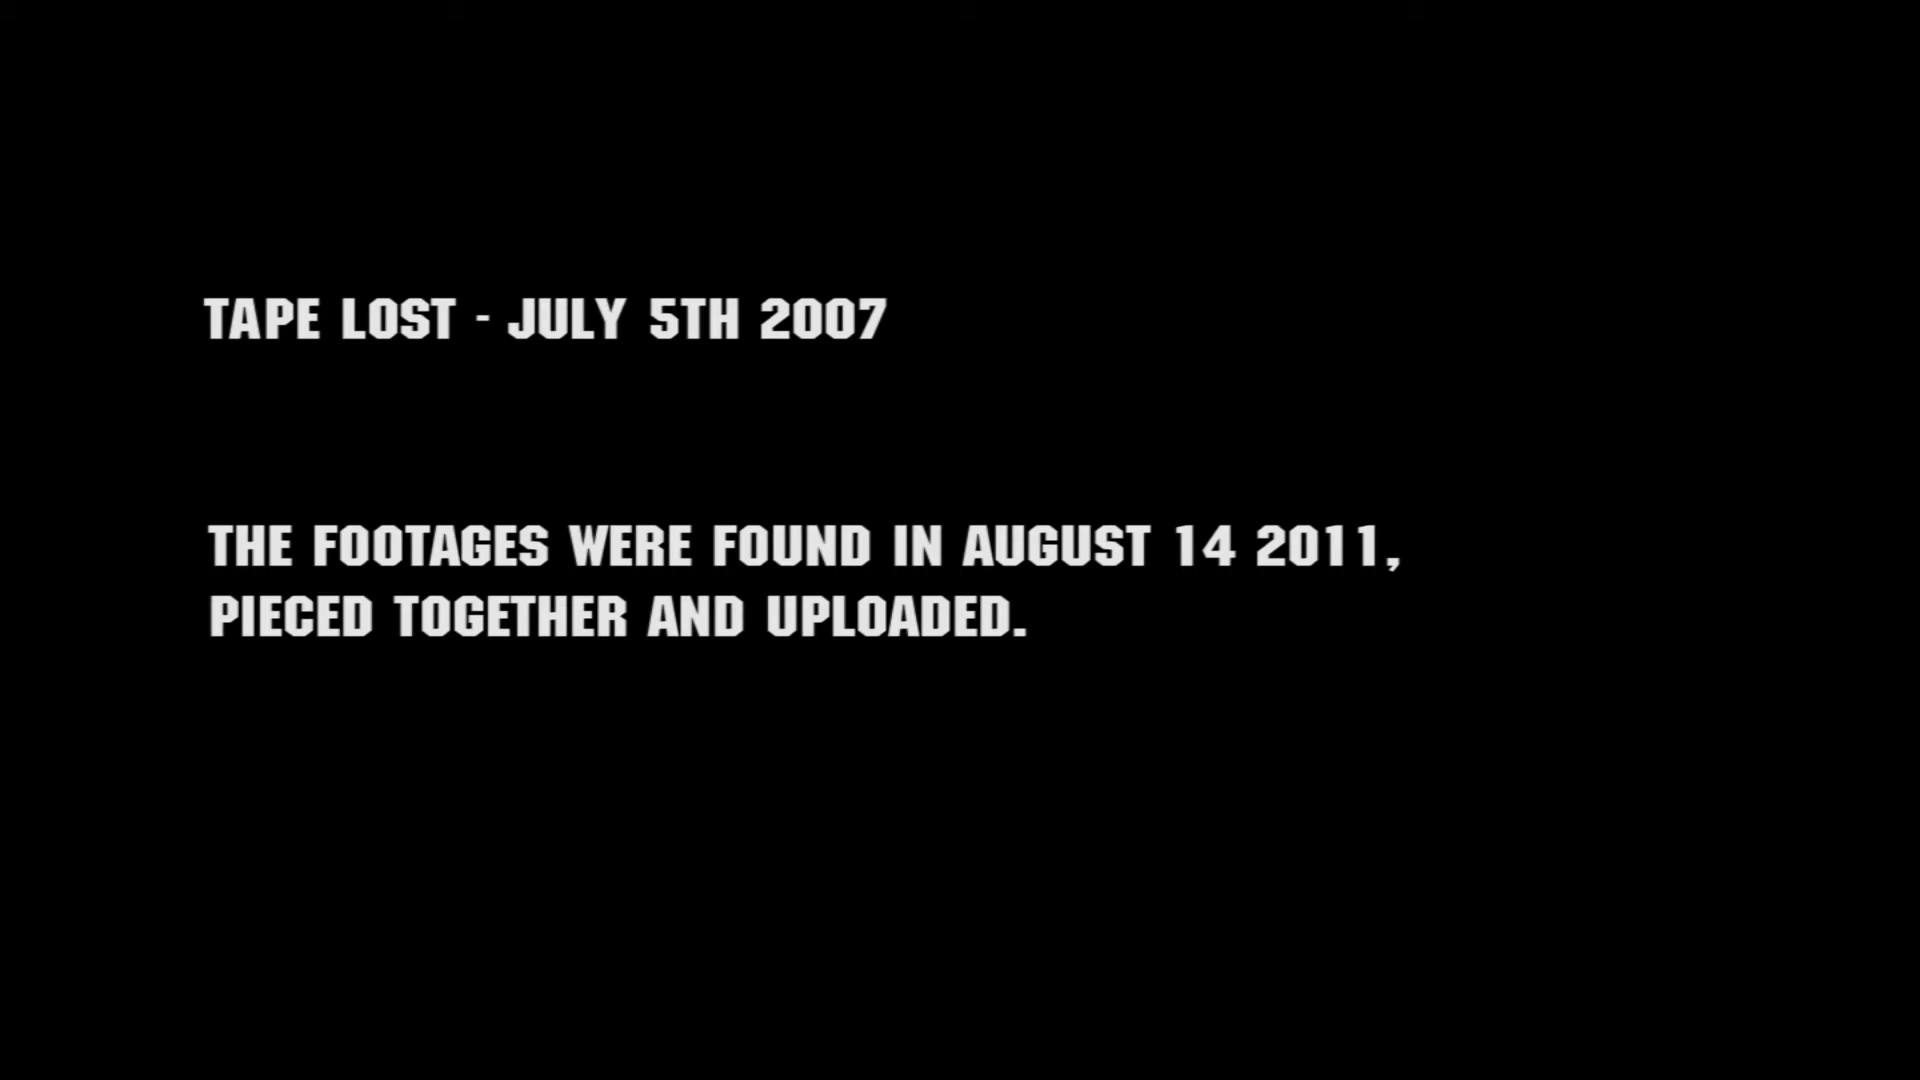 TAPE LOST - JULY 5TH 2007
THE FOOTAGES WERE FOUND IN AUGUST 14 2011,
PIECED TOGETHER AND UPLOADED.